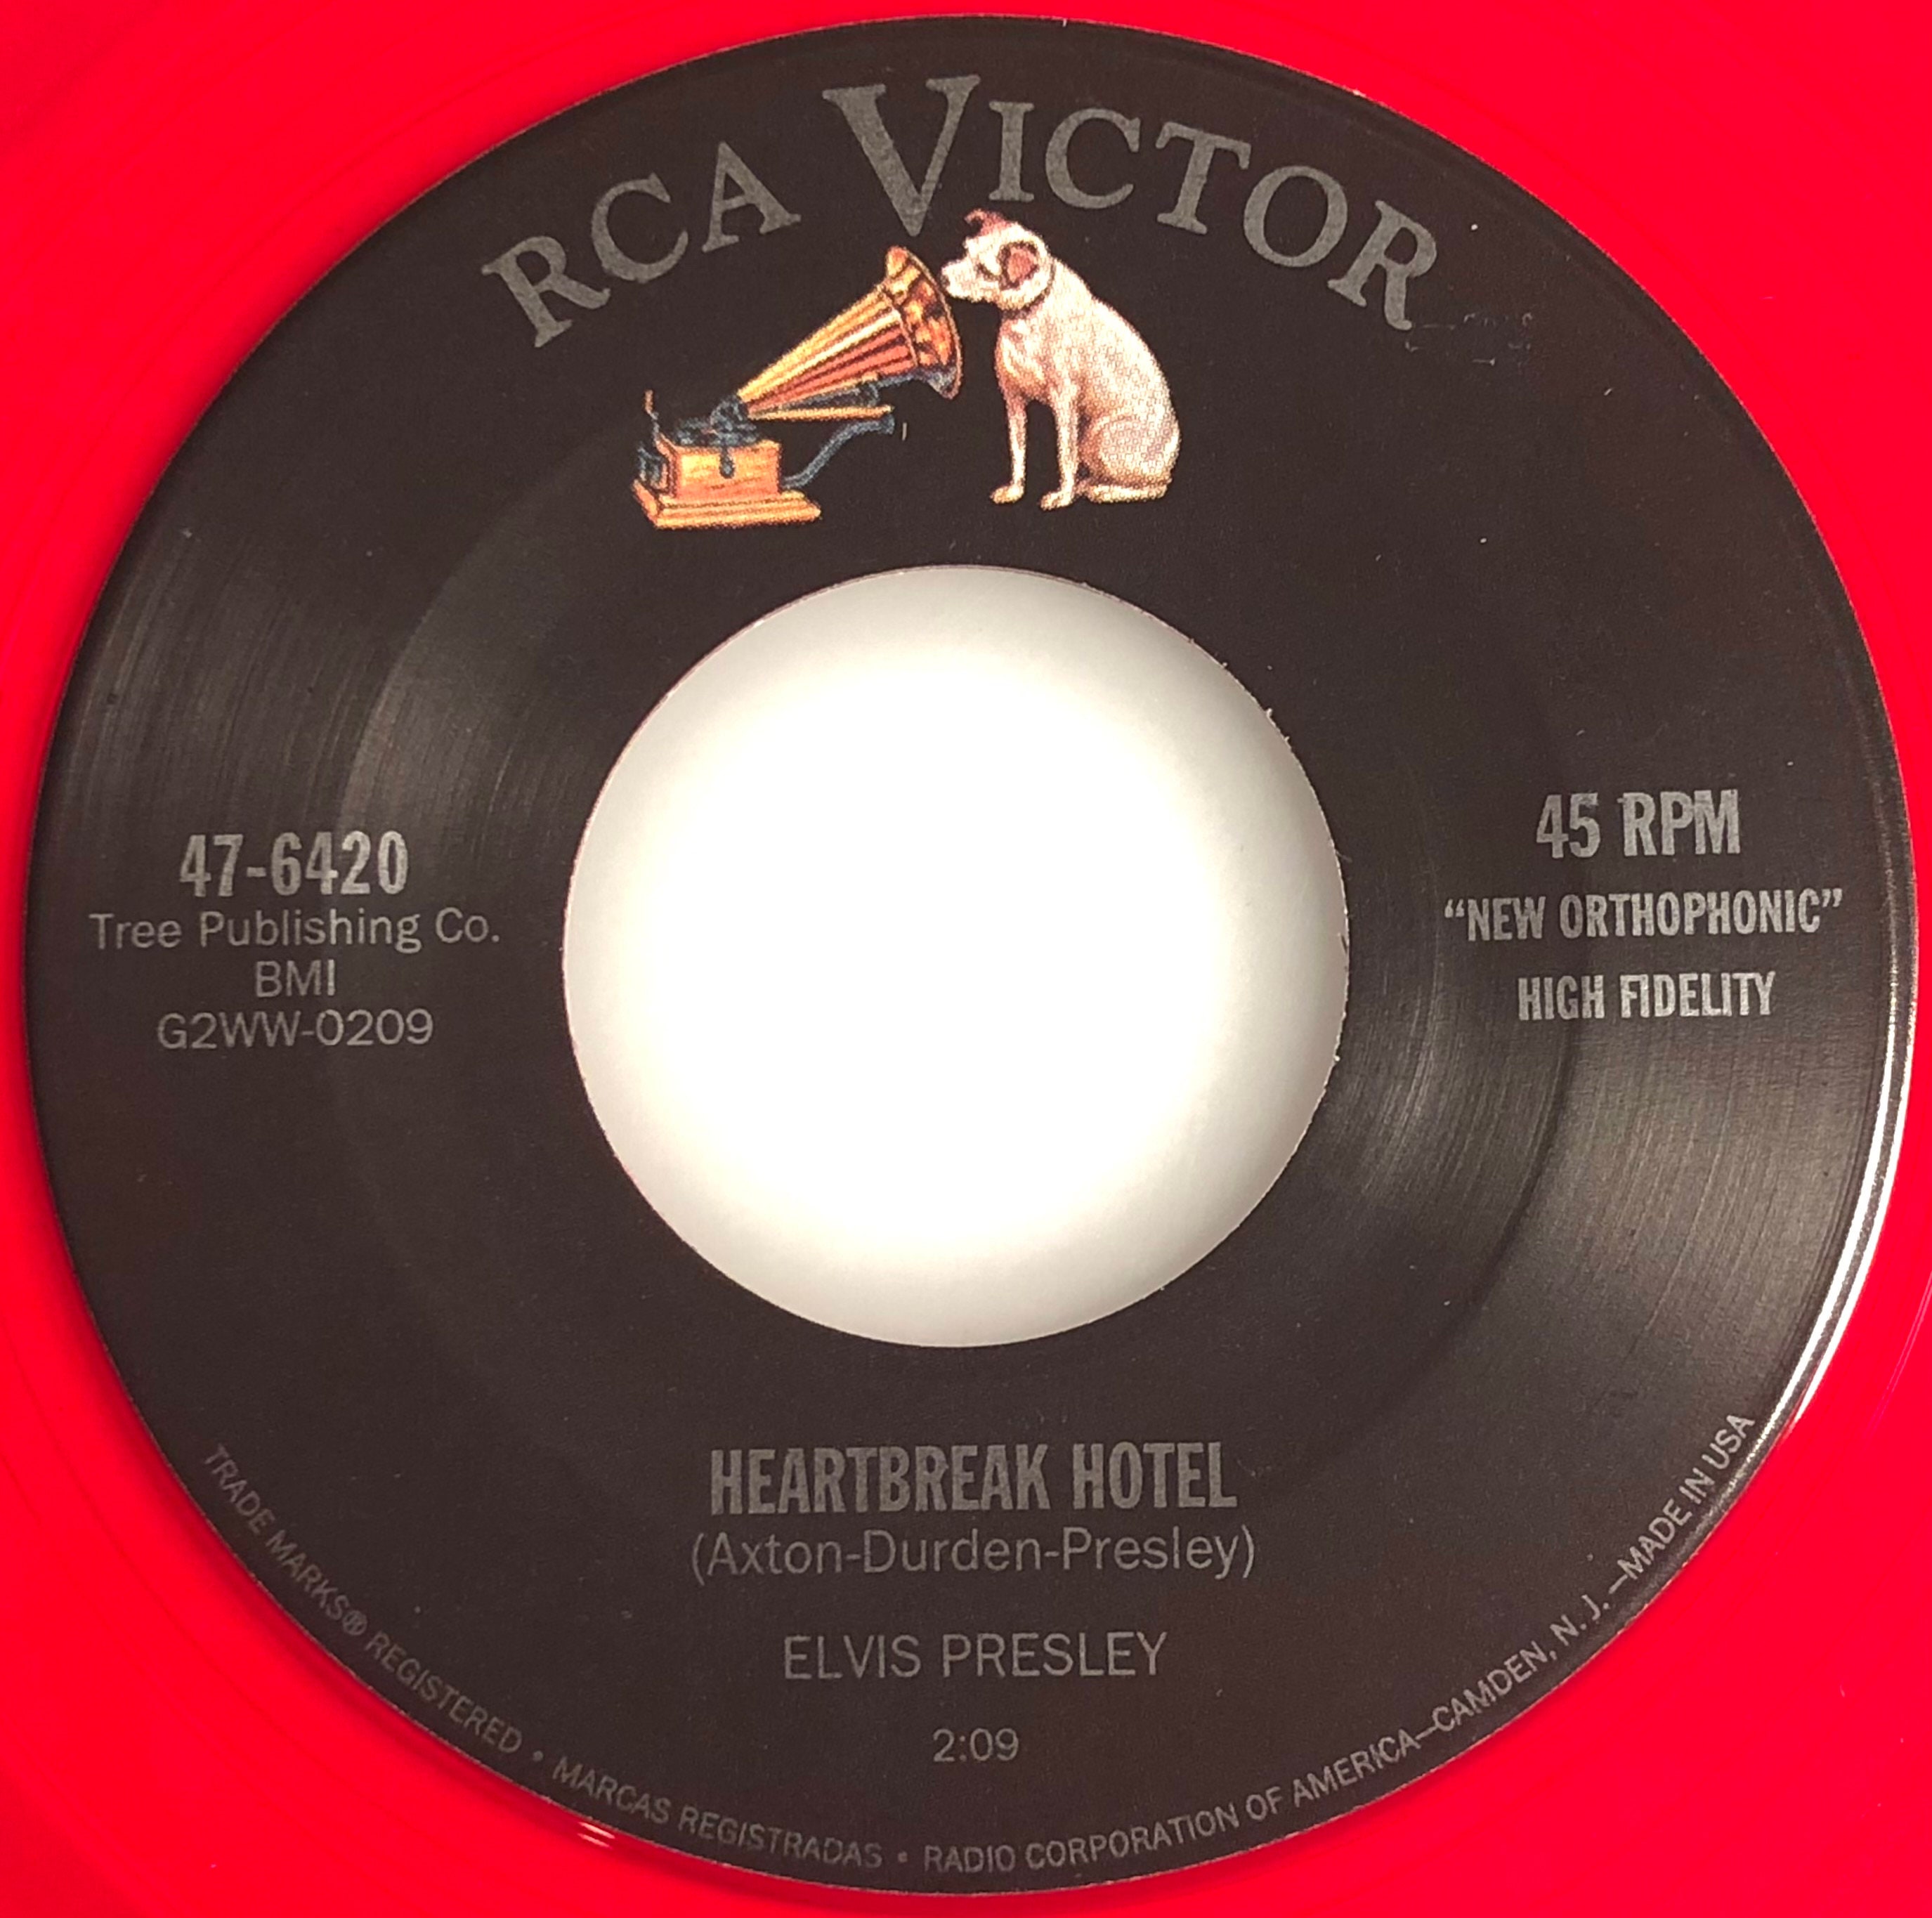 RCA VICTOR
47-6420
Tree Publishing Co.
BMI
G2WW-0209
45 RPM
“NEW ORTHOPHONIC”
HIGH FIDELITY
HEARTBREAK HOTEL
(Axton-Durden-Presley)
ELVIS PRESLEY
2:09
TRADE MARKS® REGISTERED • MARCAS REGISTRADAS • RADIO CORPORATION OF AMERICA—CAMDEN, N. J.—MADE IN USA